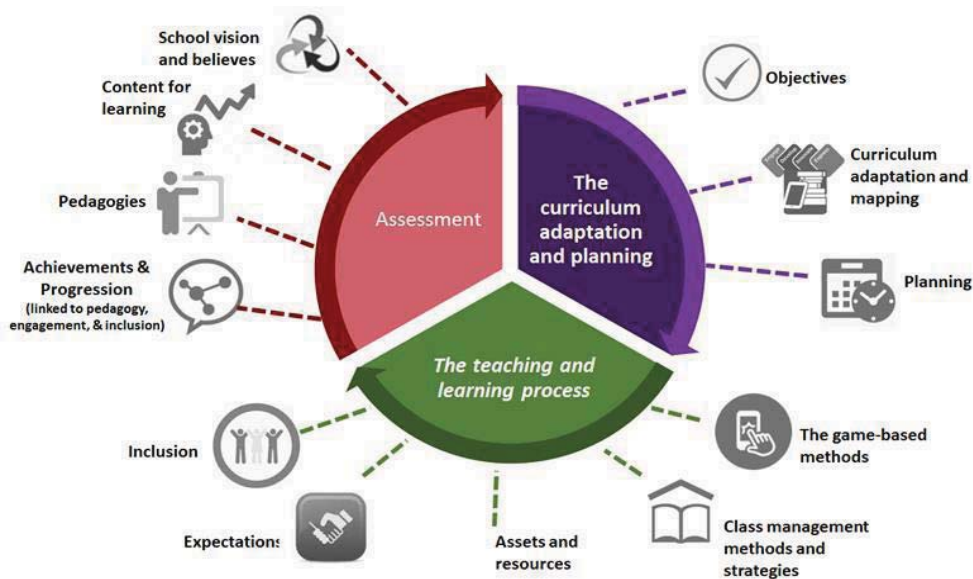 School vision
and believes
Content for
learning
Pedagogies
Achievements &
Progression
(linked to pedagogy,
engagement, & inclusion)
Assessment
The
curriculum
adaptation
and planning
Objectives
Curriculum
adaptation and
mapping
Planning
The teaching and
learning process
Inclusion
Expectations
Assets and
resources
Class management
methods and
strategies
The game-based
methods